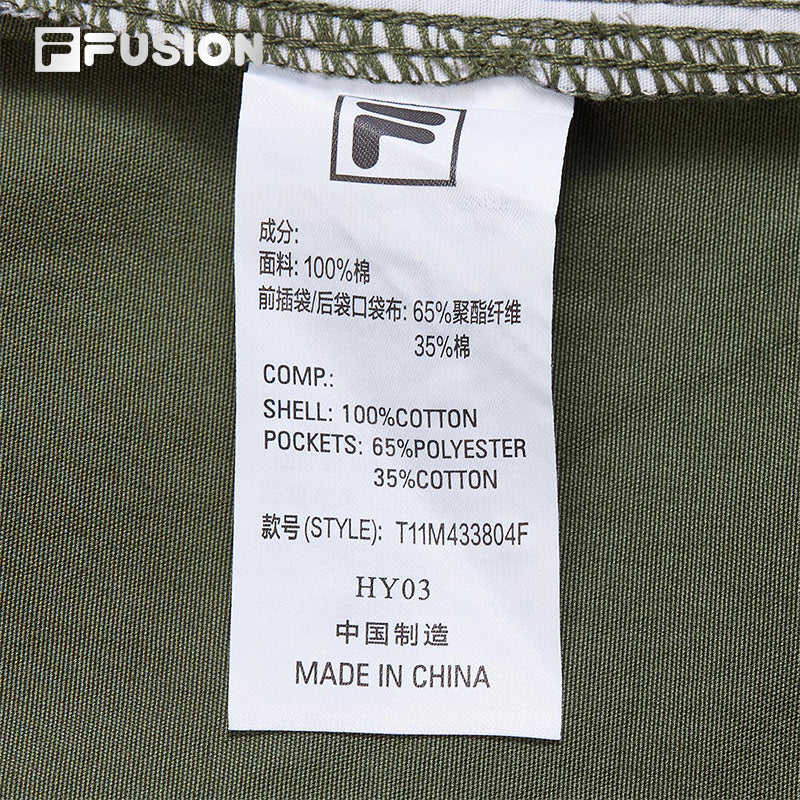 FUSION
成分:
面料: 100%棉
前插袋/后袋口袋布: 65%聚酯纤维
35%棉
COMP.:
SHELL: 100%COTTON
POCKETS: 65%POLYESTER
35%COTTON
款号(STYLE): T11M433804F
HY03
中国制造
MADE IN CHINA